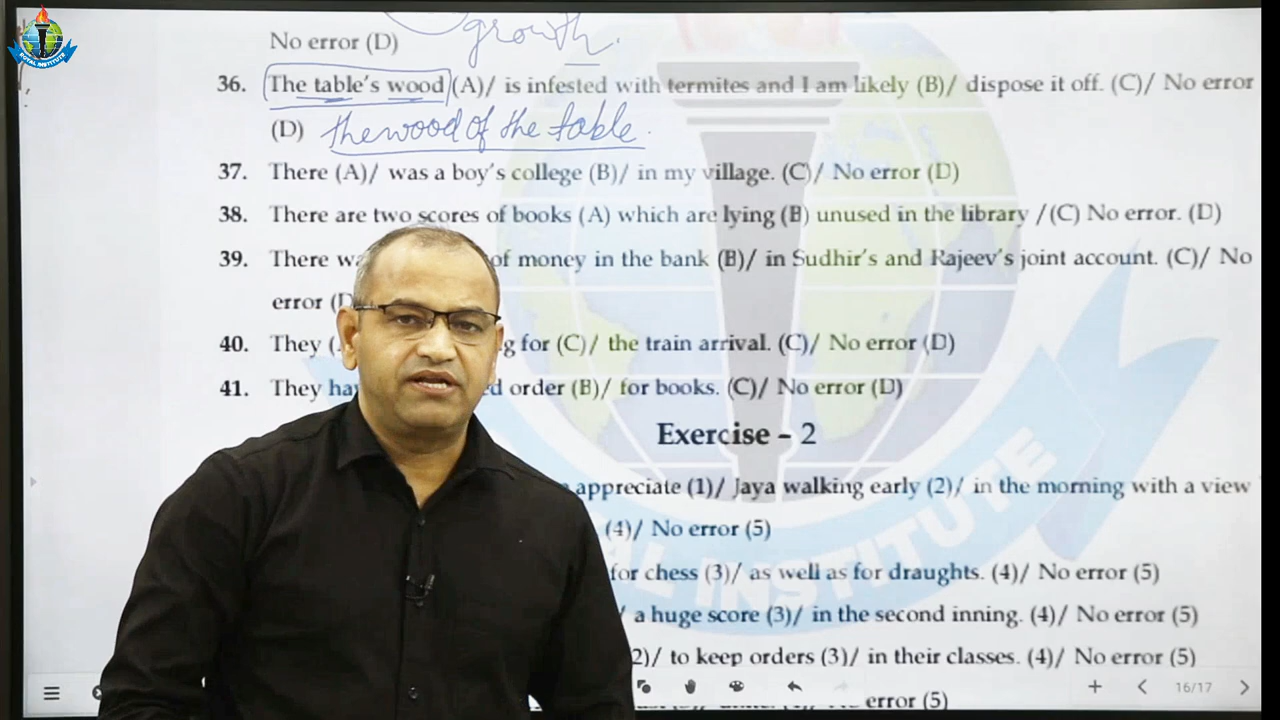 ROYAL INSTITUTE
growth.
No error (D)
36. The table's wood (A)/ is infested with termites and I am likely (B)/ dispose it off. (C)/ No error
(D) the wood of the table.
37. There (A)/ was a boy's college (B)/ in my village. (C)/ No error (D)
38. There are two scores of books (A) which are lying (B) unused in the library /(C) No error. (D)
39. There of money in the bank (B)/ in Sudhir's and Rajeev's joint account. (C)/ No
error
40. They for (C)/ the train arrival. (C)/ No error (D)
41. They order (B)/ for books. (C)/ No error (D)
Exercise – 2
appreciate (1)/ Jaya walking early (2)/ in the morning with a view
(4)/ No error (5)
for chess (3)/ as well as for draughts. (4)/ No error (5)
/ a huge score (3)/ in the second inning. (4)/ No error (5)
2)/ to keep orders (3)/ in their classes. (4)/ No error (5)
error (5)
16/17